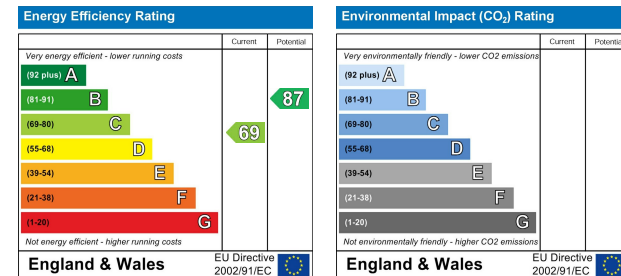 Energy Efficiency Rating
Current Potential
Very energy efficient - lower running costs
(92 plus) A
(81-91) B
87
(69-80) C
69
(55-68) D
(39-54) E
(21-38) F
(1-20) G
Not energy efficient - higher running costs
England & Wales
EU Directive
2002/91/EC
Environmental Impact (CO₂) Rating
Current Potentia
Very environmentally friendly - lower CO2 emissions
(92 plus) A
(81-91) B
(69-80) C
(55-68) D
(39-54) E
(21-38) F
(1-20) G
Not environmentally friendly - higher CO2 emissions
England & Wales
EU Directive
2002/91/EC